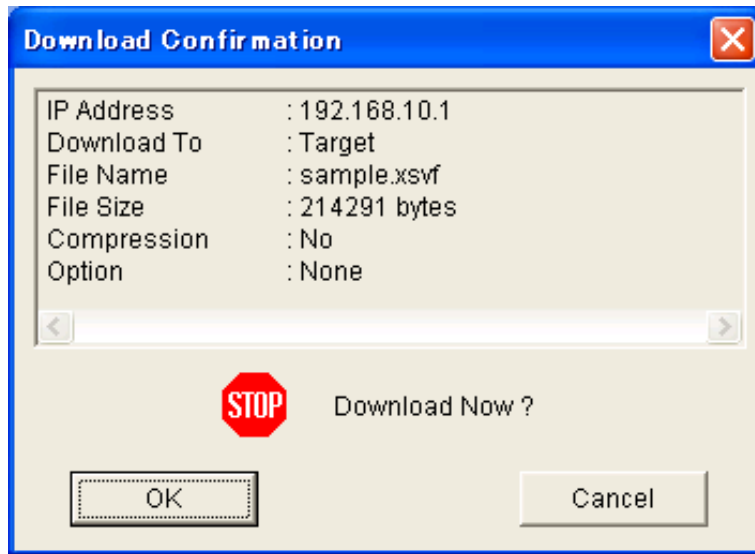 Download Confirmation
IP Address : 192.168.10.1
Download To : Target
File Name : sample.xsvf
File Size : 214291 bytes
Compression : No
Option : None
STOP Download Now ?
OK Cancel